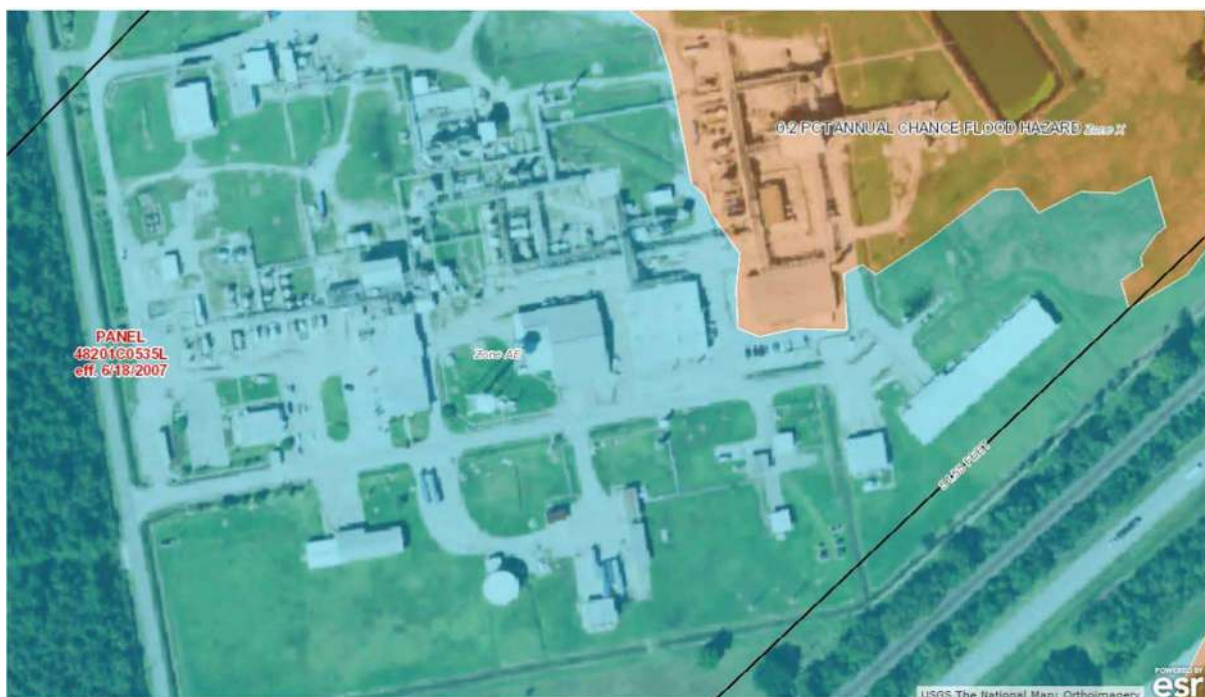 0.2 PCT ANNUAL CHANCE FLOOD HAZARD Zone X
PANEL
48201C0535L
eff. 6/18/2007
Zone AE
FEET
POWERED BY
esri
USGS The National Map: Orthoimagery